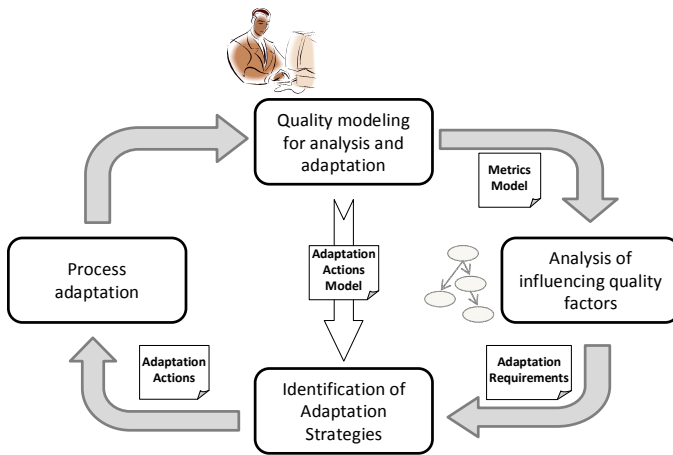 Quality modeling
for analysis and
adaptation
Metrics
Model
Adaptation
Actions
Model
Process
adaptation
Analysis of
influencing quality
factors
Adaptation
Actions
Adaptation
Requirements
Identification of
Adaptation
Strategies